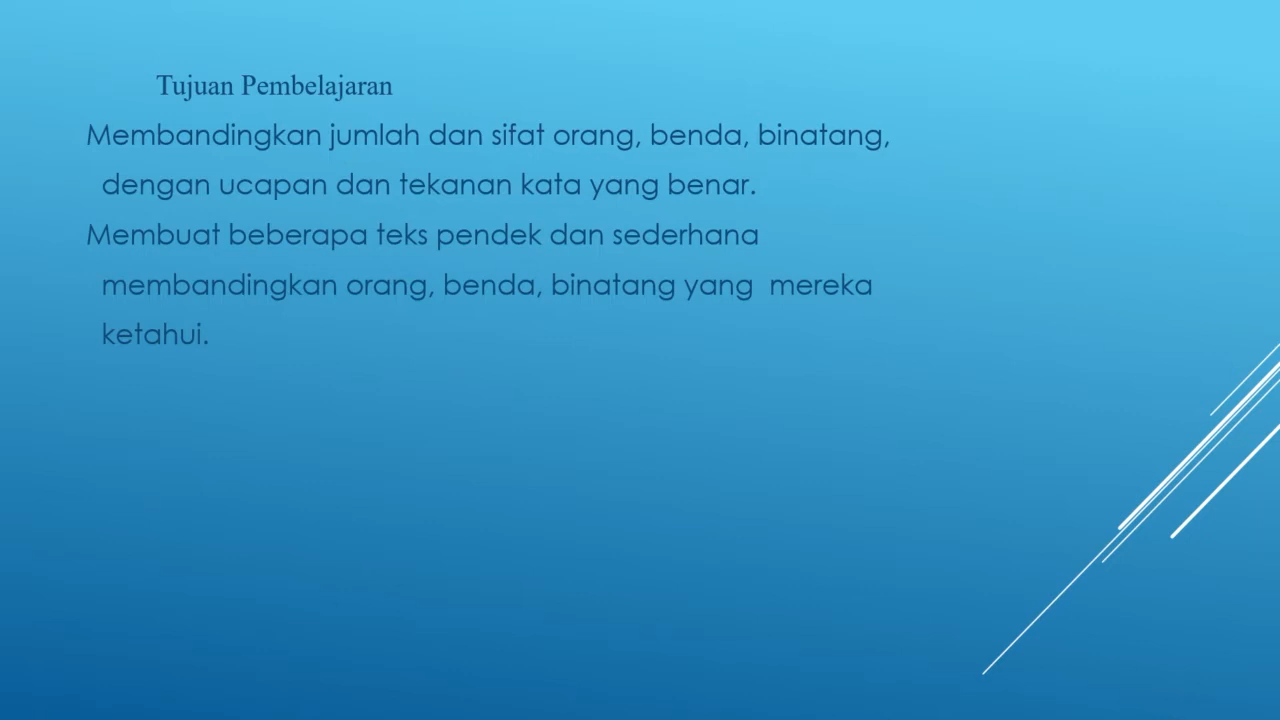 Tujuan Pembelajaran
Membandingkan jumlah dan sifat orang, benda, binatang,
dengan ucapan dan tekanan kata yang benar.
Membuat beberapa teks pendek dan sederhana
membandingkan orang, benda, binatang yang  mereka
ketahui.